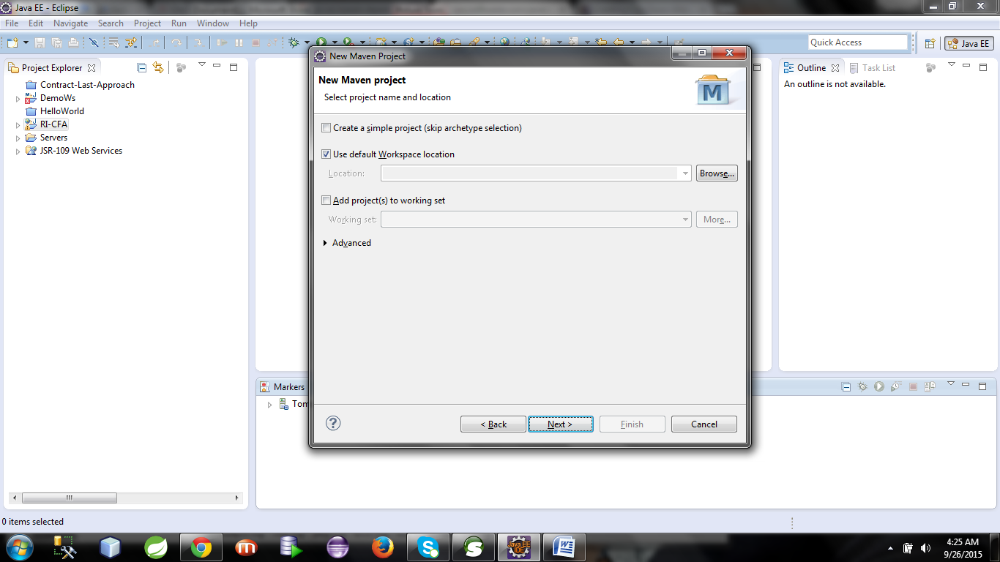 Java EE - Eclipse
File Edit Navigate Search Project Run Window Help
Quick Access
Java EE
Project Explorer
Contract-Last-Approach
DemoWs
HelloWorld
RI-CFA
Servers
JSR-109 Web Services
New Maven Project
New Maven project
Select project name and location
M
Create a simple project (skip archetype selection)
Use default Workspace location
Location:
Browse...
Add project(s) to working set
Working set:
More...
Advanced
? < Back Next > Finish Cancel
Outline Task List
An outline is not available.
Markers
Tom
0 items selected
Java EE
IDE
4:25 AM
9/26/2015